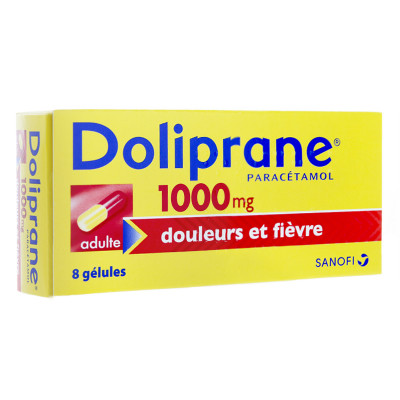 Doliprane®
PARACÉTAMOL
1000 mg
adulte
douleurs et fièvre
8 gélules
SANOFI
Doliprane
1000 mg